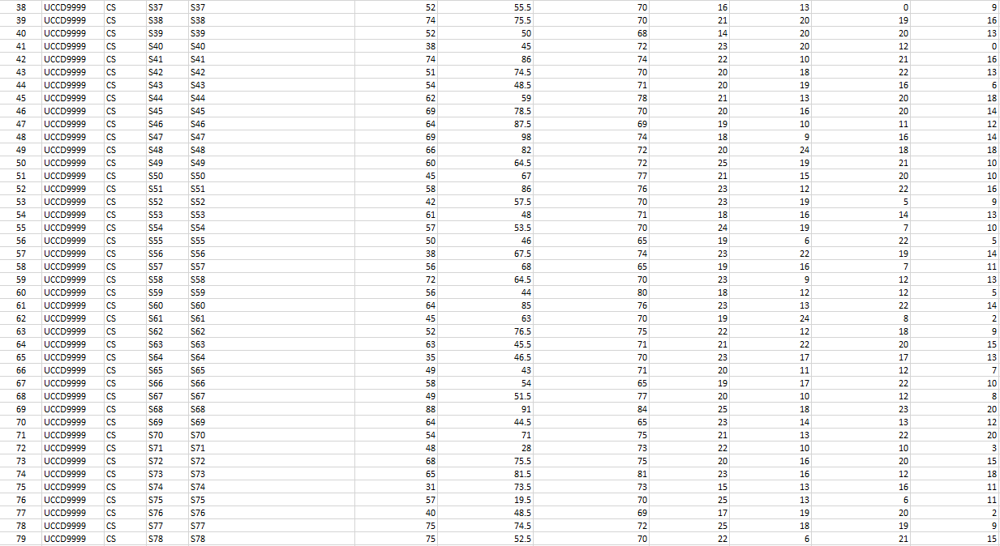 38 UCCD9999 CS S37 S37 52 55.5 70 16 13 0 9
39 UCCD9999 CS S38 S38 74 75.5 70 21 20 19 16
40 UCCD9999 CS S39 S39 52 50 68 14 20 20 13
41 UCCD9999 CS S40 S40 38 45 72 23 20 12 0
42 UCCD9999 CS S41 S41 74 86 74 22 10 21 16
43 UCCD9999 CS S42 S42 51 74.5 70 20 18 22 13
44 UCCD9999 CS S43 S43 54 48.5 71 20 19 16 6
45 UCCD9999 CS S44 S44 62 59 78 21 13 20 18
46 UCCD9999 CS S45 S45 69 78.5 70 20 16 20 14
47 UCCD9999 CS S46 S46 64 87.5 69 19 10 11 12
48 UCCD9999 CS S47 S47 69 98 74 18 9 16 14
49 UCCD9999 CS S48 S48 66 82 72 20 24 18 18
50 UCCD9999 CS S49 S49 60 64.5 72 25 19 21 10
51 UCCD9999 CS S50 S50 45 67 77 21 15 20 10
52 UCCD9999 CS S51 S51 58 86 76 23 12 22 16
53 UCCD9999 CS S52 S52 42 57.5 70 23 19 5 9
54 UCCD9999 CS S53 S53 61 48 71 18 16 14 13
55 UCCD9999 CS S54 S54 57 53.5 70 24 19 7 10
56 UCCD9999 CS S55 S55 50 46 65 19 6 22 5
57 UCCD9999 CS S56 S56 38 67.5 74 23 22 19 14
58 UCCD9999 CS S57 S57 56 68 65 19 16 7 11
59 UCCD9999 CS S58 S58 72 64.5 70 23 9 12 13
60 UCCD9999 CS S59 S59 56 44 80 18 12 12 5
61 UCCD9999 CS S60 S60 64 85 76 23 13 22 14
62 UCCD9999 CS S61 S61 45 63 70 19 24 8 2
63 UCCD9999 CS S62 S62 52 76.5 75 22 12 18 9
64 UCCD9999 CS S63 S63 63 45.5 71 21 22 20 15
65 UCCD9999 CS S64 S64 35 46.5 70 23 17 17 13
66 UCCD9999 CS S65 S65 49 43 71 20 11 12 7
67 UCCD9999 CS S66 S66 58 54 65 19 17 22 10
68 UCCD9999 CS S67 S67 49 51.5 77 20 10 12 8
69 UCCD9999 CS S68 S68 88 91 84 25 18 23 20
70 UCCD9999 CS S69 S69 64 44.5 65 23 14 13 12
71 UCCD9999 CS S70 S70 54 71 75 21 13 22 20
72 UCCD9999 CS S71 S71 48 28 73 22 10 10 3
73 UCCD9999 CS S72 S72 68 75.5 75 20 16 20 15
74 UCCD9999 CS S73 S73 65 81.5 81 23 16 12 18
75 UCCD9999 CS S74 S74 31 73.5 73 15 13 16 11
76 UCCD9999 CS S75 S75 57 19.5 70 25 13 6 11
77 UCCD9999 CS S76 S76 40 48.5 69 17 19 20 2
78 UCCD9999 CS S77 S77 75 74.5 72 25 18 19 9
79 UCCD9999 CS S78 S78 75 52.5 70 22 6 21 15